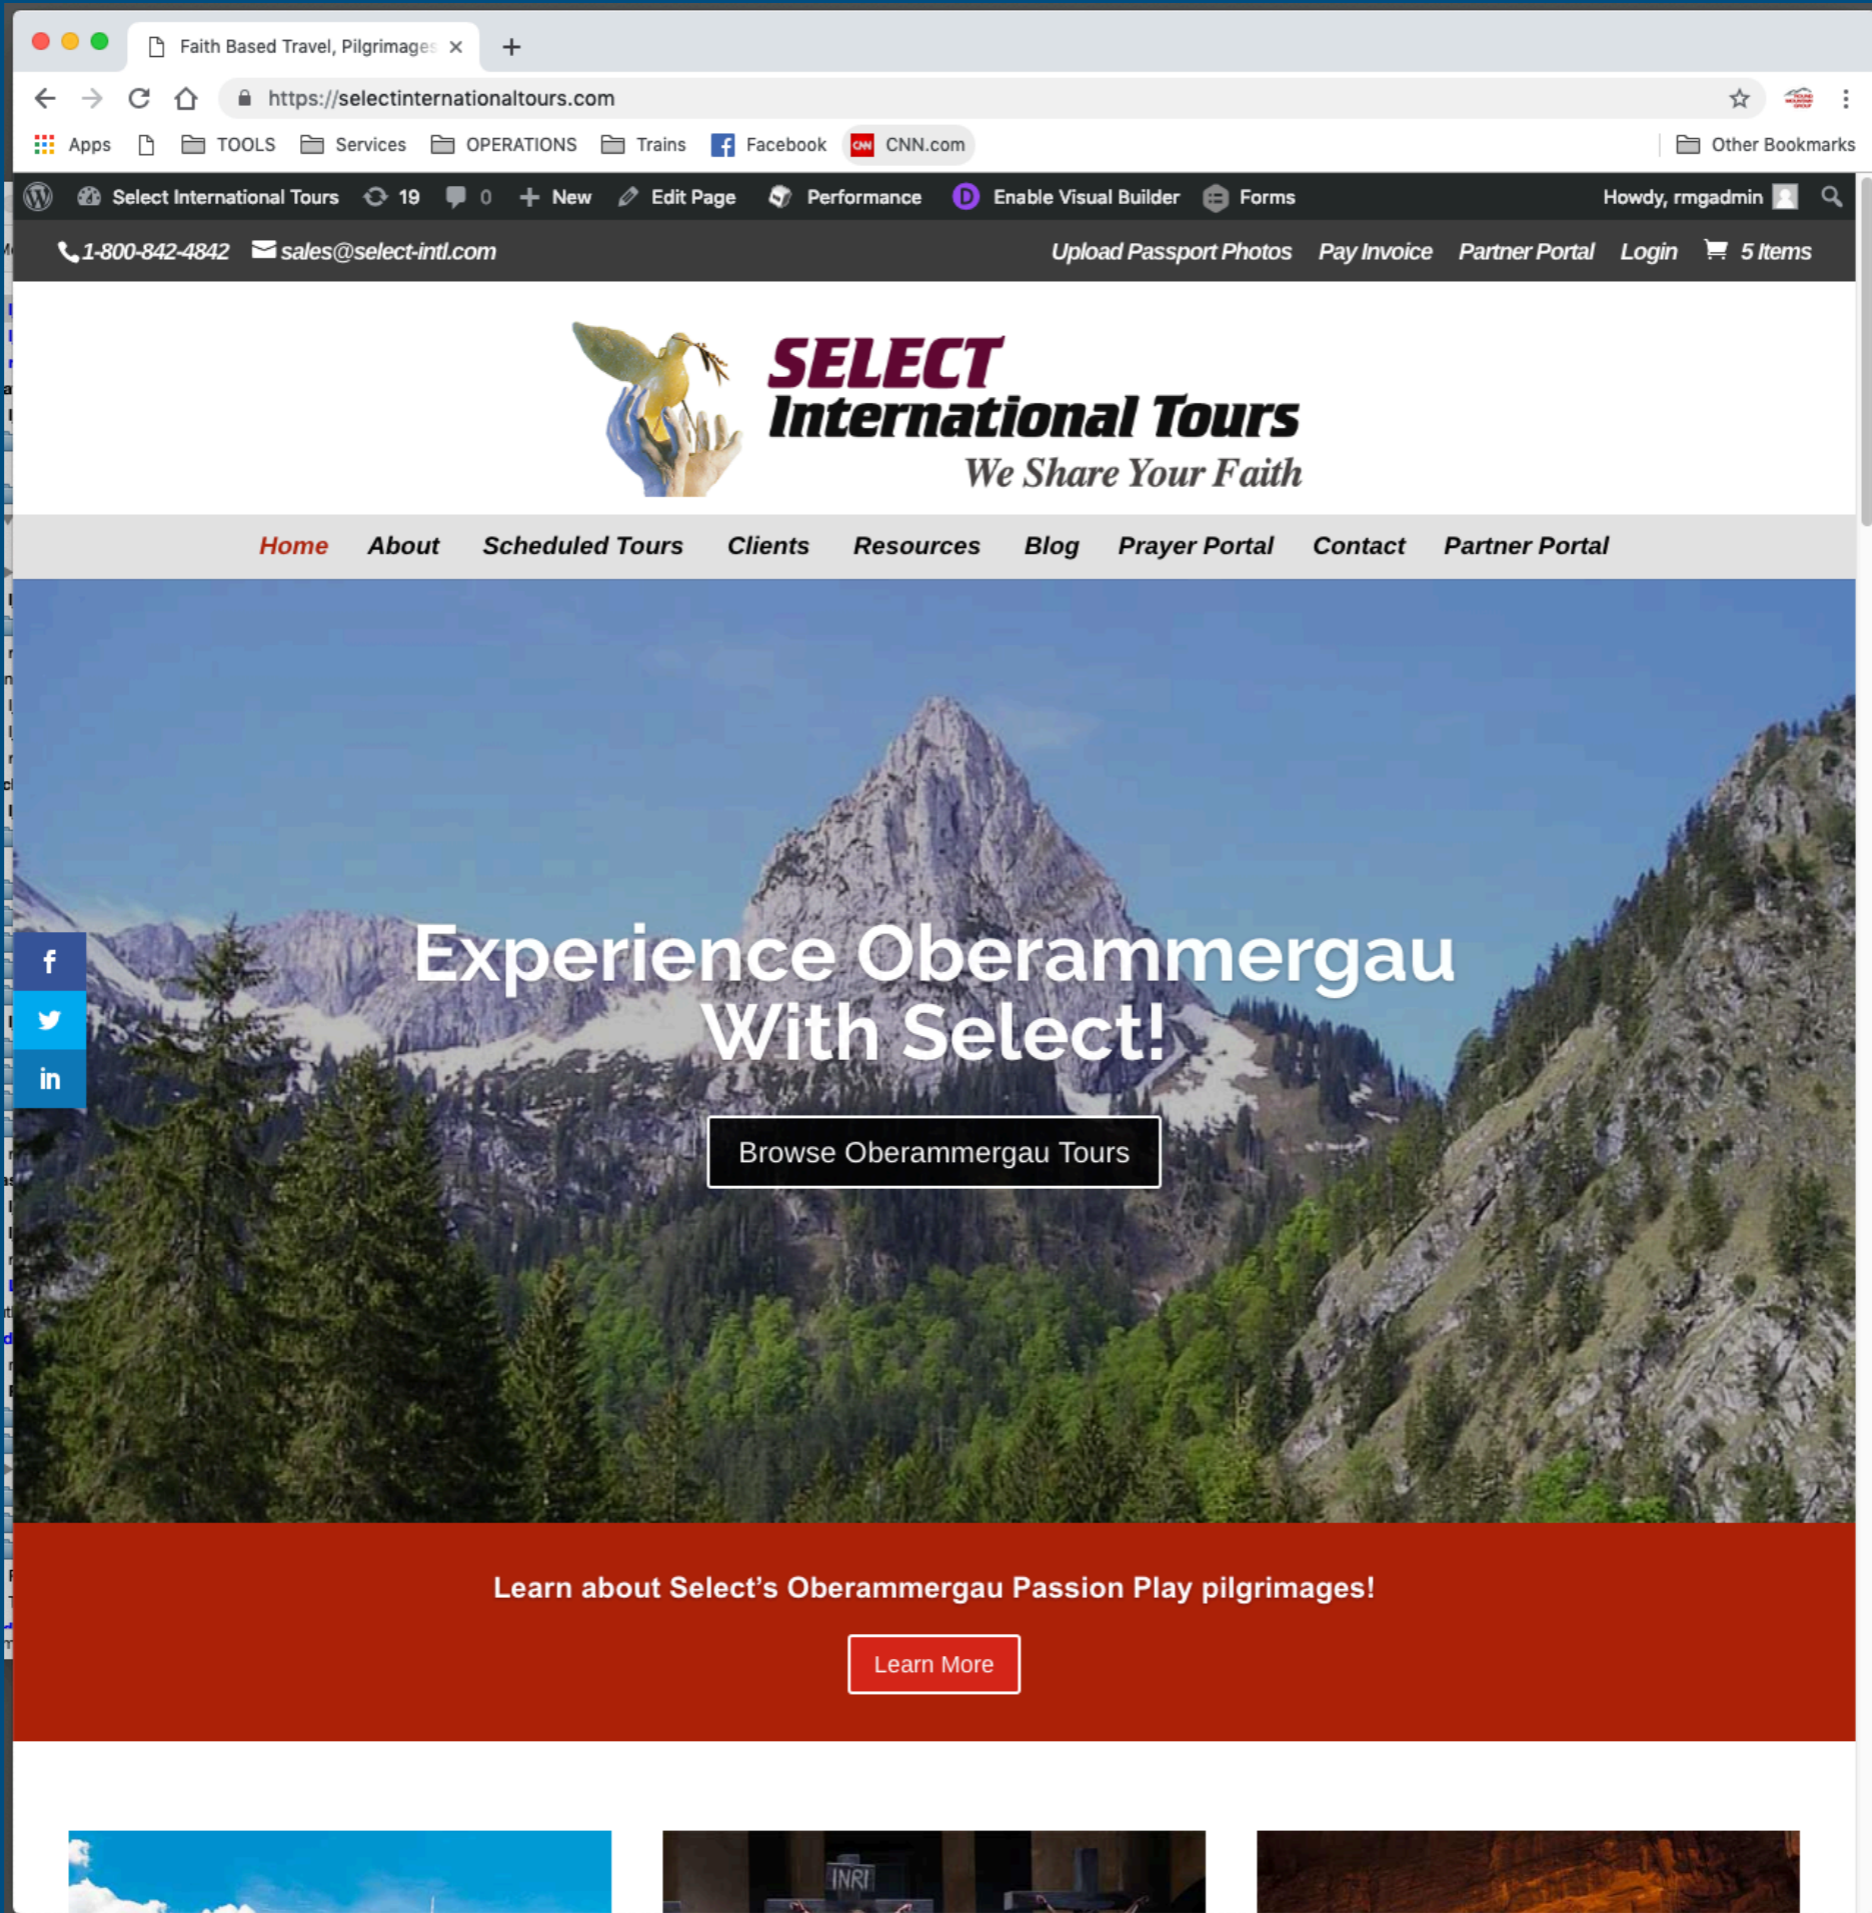 Faith Based Travel, Pilgrimages
https://selectinternationaltours.com
Apps TOOLS Services OPERATIONS Trains Facebook CNN CNN.com Other Bookmarks
Select International Tours 19 0 New Edit Page Performance D Enable Visual Builder Forms Howdy, rmgadmin
1-800-842-4842 sales@select-intl.com Upload Passport Photos Pay Invoice Partner Portal Login 5 Items
SELECT
International Tours
We Share Your Faith
Home About Scheduled Tours Clients Resources Blog Prayer Portal Contact Partner Portal
Experience Oberammergau
With Select!
Browse Oberammergau Tours
Learn about Select’s Oberammergau Passion Play pilgrimages!
Learn More
INRI